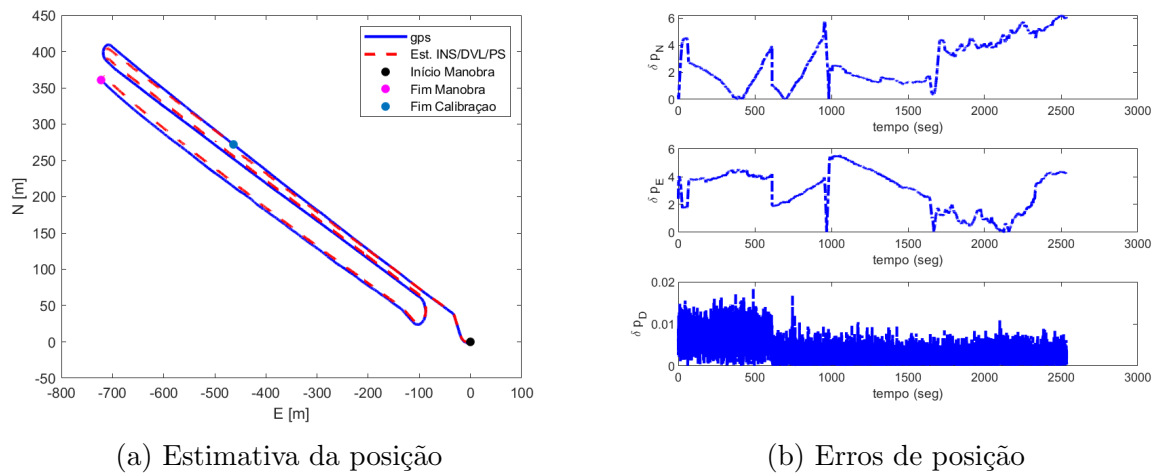 450
400
350
300
250
200
150
100
50
0
-50
N [m]
-800
-700
-600
-500
-400
-300
-200
-100
0
100
E [m]
gps
Est. INS/DVL/PS
Início Manobra
Fim Manobra
Fim Calibraçao
(a) Estimativa da posição
6
4
2
0
δ p_N
0 500 1000 1500 2000 2500 3000
tempo (seg)
6
4
2
0
δ p_E
0 500 1000 1500 2000 2500 3000
tempo (seg)
0.02
0.01
0
δ p_D
0 500 1000 1500 2000 2500 3000
tempo (seg)
(b) Erros de posição